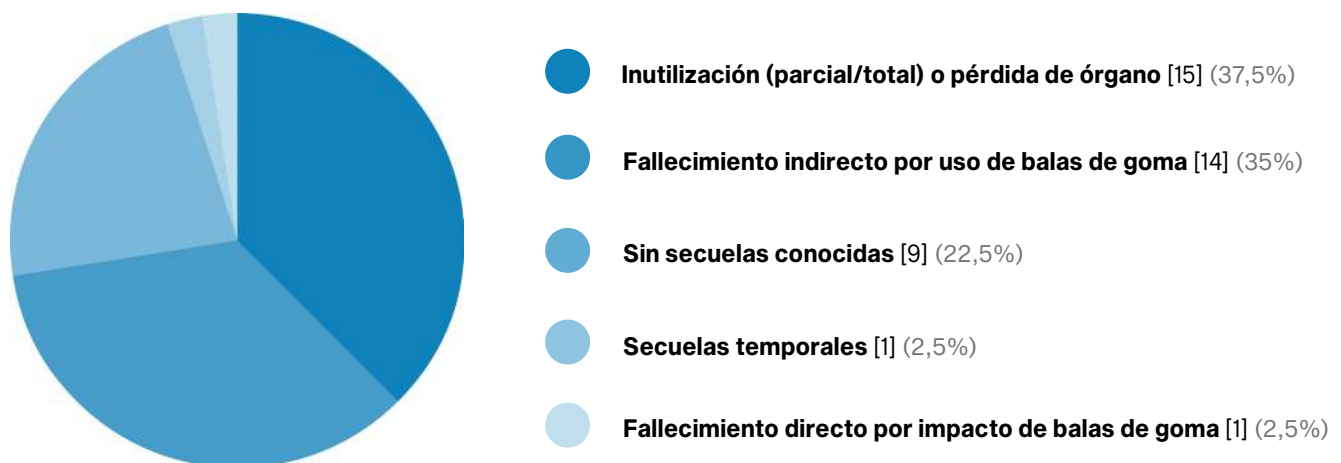 Inutilización (parcial/total) o pérdida de órgano [15] (37,5%)
Fallecimiento indirecto por uso de balas de goma [14] (35%)
Sin secuelas conocidas [9] (22,5%)
Secuelas temporales [1] (2,5%)
Fallecimiento directo por impacto de balas de goma [1] (2,5%)